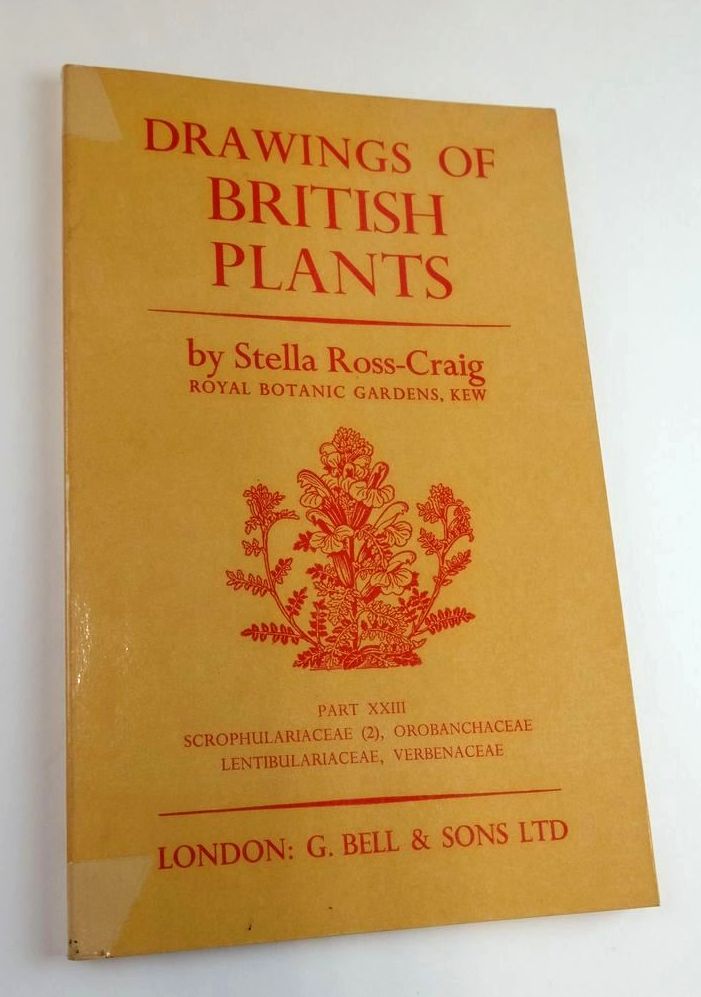 DRAWINGS OF
BRITISH
PLANTS
by Stella Ross-Craig
ROYAL BOTANIC GARDENS, KEW
PART XXIII
SCROPHULARIACEAE (2), OROBANCHACEAE
LENTIBULARIACEAE, VERBENACEAE
LONDON: G. BELL & SONS LTD